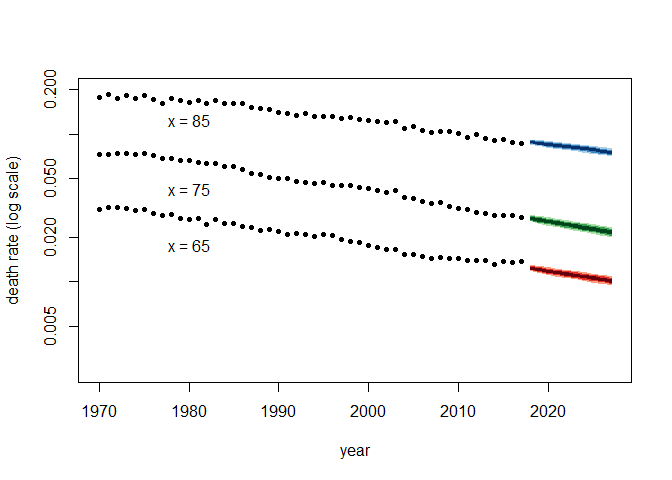 0.200
0.050
0.020
0.005
death rate (log scale)
x = 85
x = 75
x = 65
1970 1980 1990 2000 2010 2020
year